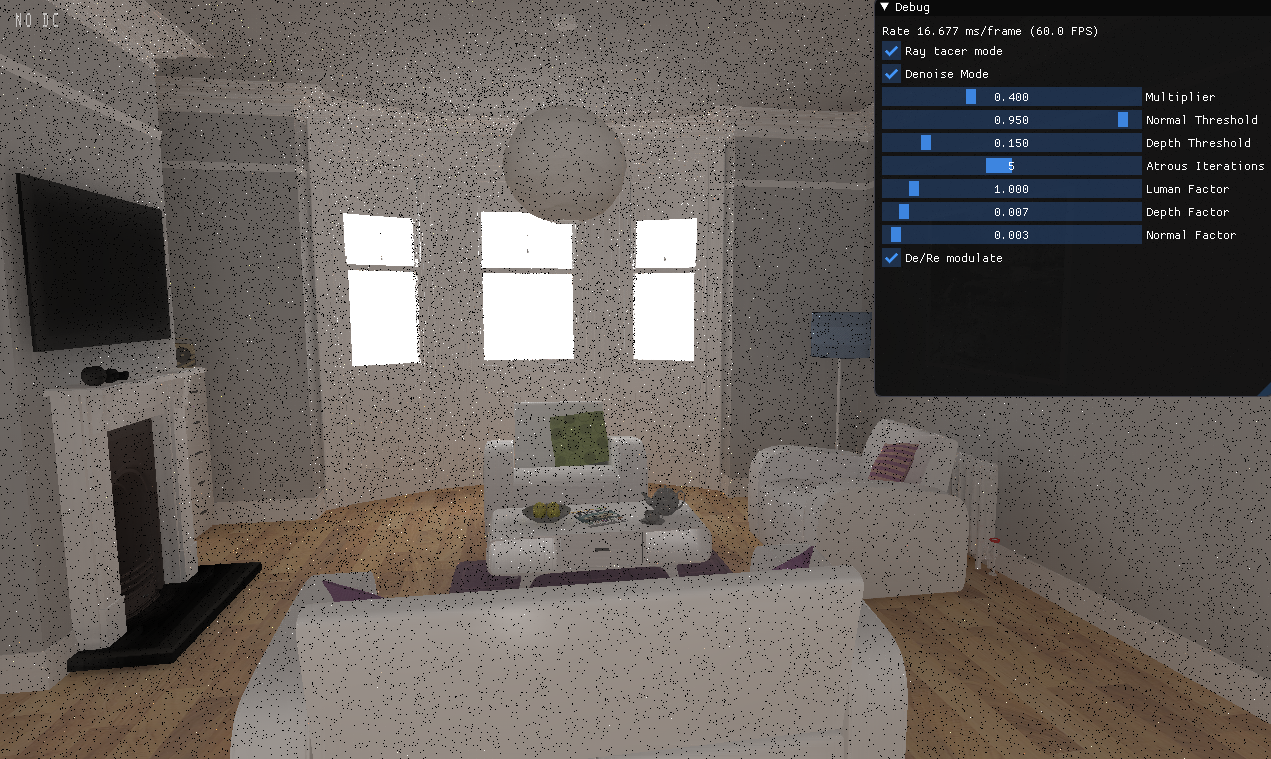 NO DC
Debug
Rate 16.677 ms/frame (60.0 FPS)
Ray tacer mode
Denoise Mode
0.400 Multiplier
0.950 Normal Threshold
0.150 Depth Threshold
5 Atrous Iterations
1.000 Luman Factor
0.007 Depth Factor
0.003 Normal Factor
De/Re modulate